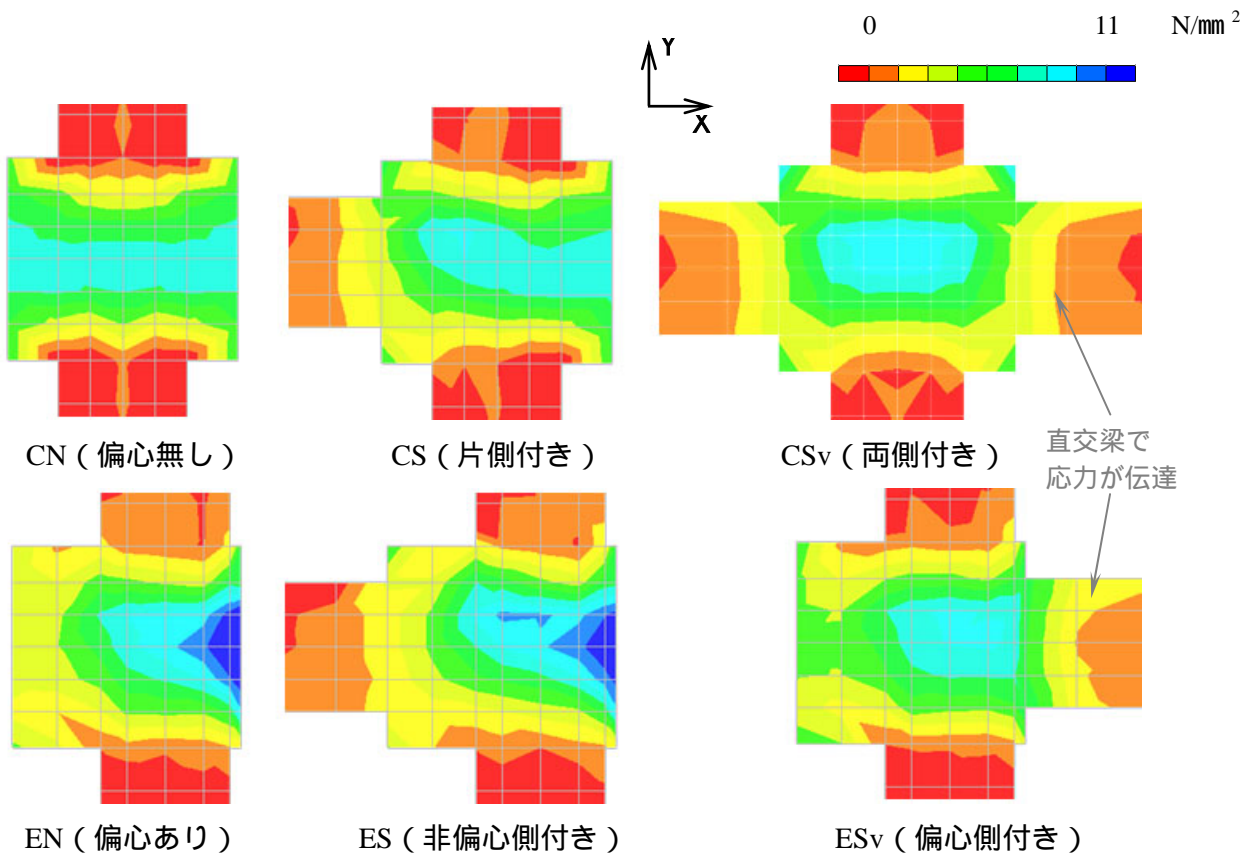 0 11 N/mm²
Y
X
CN（偏心無し）
CS（片側付き）
CSv（両側付き）
直交梁で
応力が伝達
EN（偏心あり）
ES（非偏心側付き）
ESv（偏心側付き）